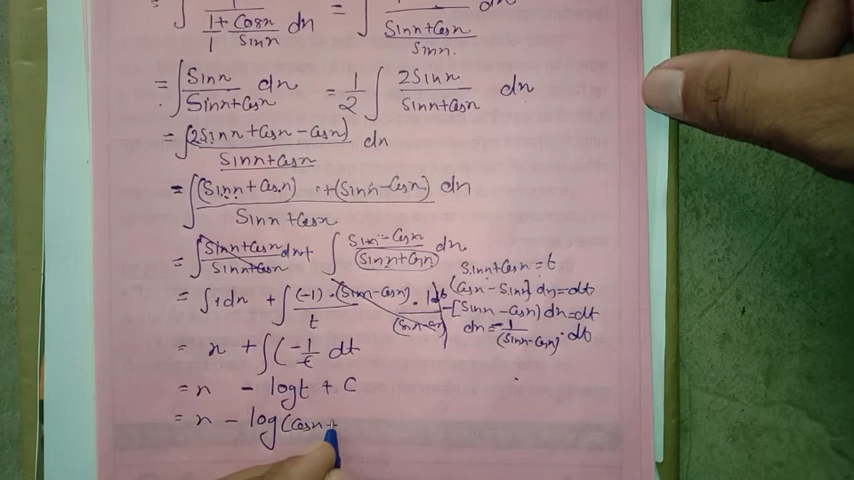 = ∫ 1/(1/1 + Cosx/Sinx) dx = ∫ 1/((Sinx+Cosx)/Sinx) dx
= ∫ Sinx/(Sinx+Cosx) dx = 1/2 ∫ 2Sinx/(Sinx+Cosx) dx
= ∫ (2Sinx+Cosx-Cosx)/(Sinx+Cosx) dx
= ∫ ((Sinx+Cosx) + (Sinx-Cosx))/(Sinx+Cosx) dx
= ∫ (Sinx+Cosx)/(Sinx+Cosx) dx + ∫ (Sinx-Cosx)/(Sinx+Cosx) dx
Sinx+Cosx = t
(Cosx-Sinx) dx = dt
-[Sinx-Cosx) dx = dt
dx = -1/(Sinx-Cosx) . dt
= ∫1dx + ∫ (-1).(Sinx-Cosx)/t . 1/(Sinx-Cosx) dt
= x + ∫(-1/t dt
= x - logt + C
= x - log(Cosx+